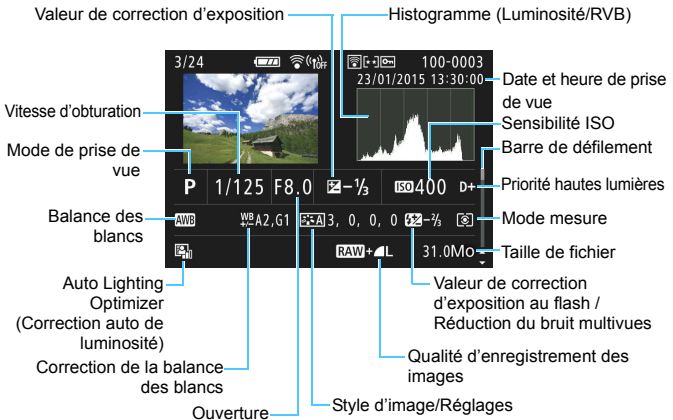 Valeur de correction d'exposition
Histogramme (Luminosité/RVB)
3/24
OFF
100-0003
23/01/2015 13:30:00
Date et heure de prise
de vue
Vitesse d'obturation
Sensibilité ISO
Mode de prise de
vue
Barre de défilement
P 1/125 F8.0 -1/3 ISO 400 D+
Priorité hautes lumières
Balance des
blancs
AWB WB +/- A2,G1 A 3, 0, 0, 0 -2/3
Mode mesure
RAW+L 31.0Mo
Taille de fichier
Auto Lighting
Optimizer
(Correction auto de
luminosité)
Valeur de correction
d'exposition au flash /
Réduction du bruit multivues
Correction de la balance
des blancs
Qualité d'enregistrement des
images
Ouverture
Style d'image/Réglages